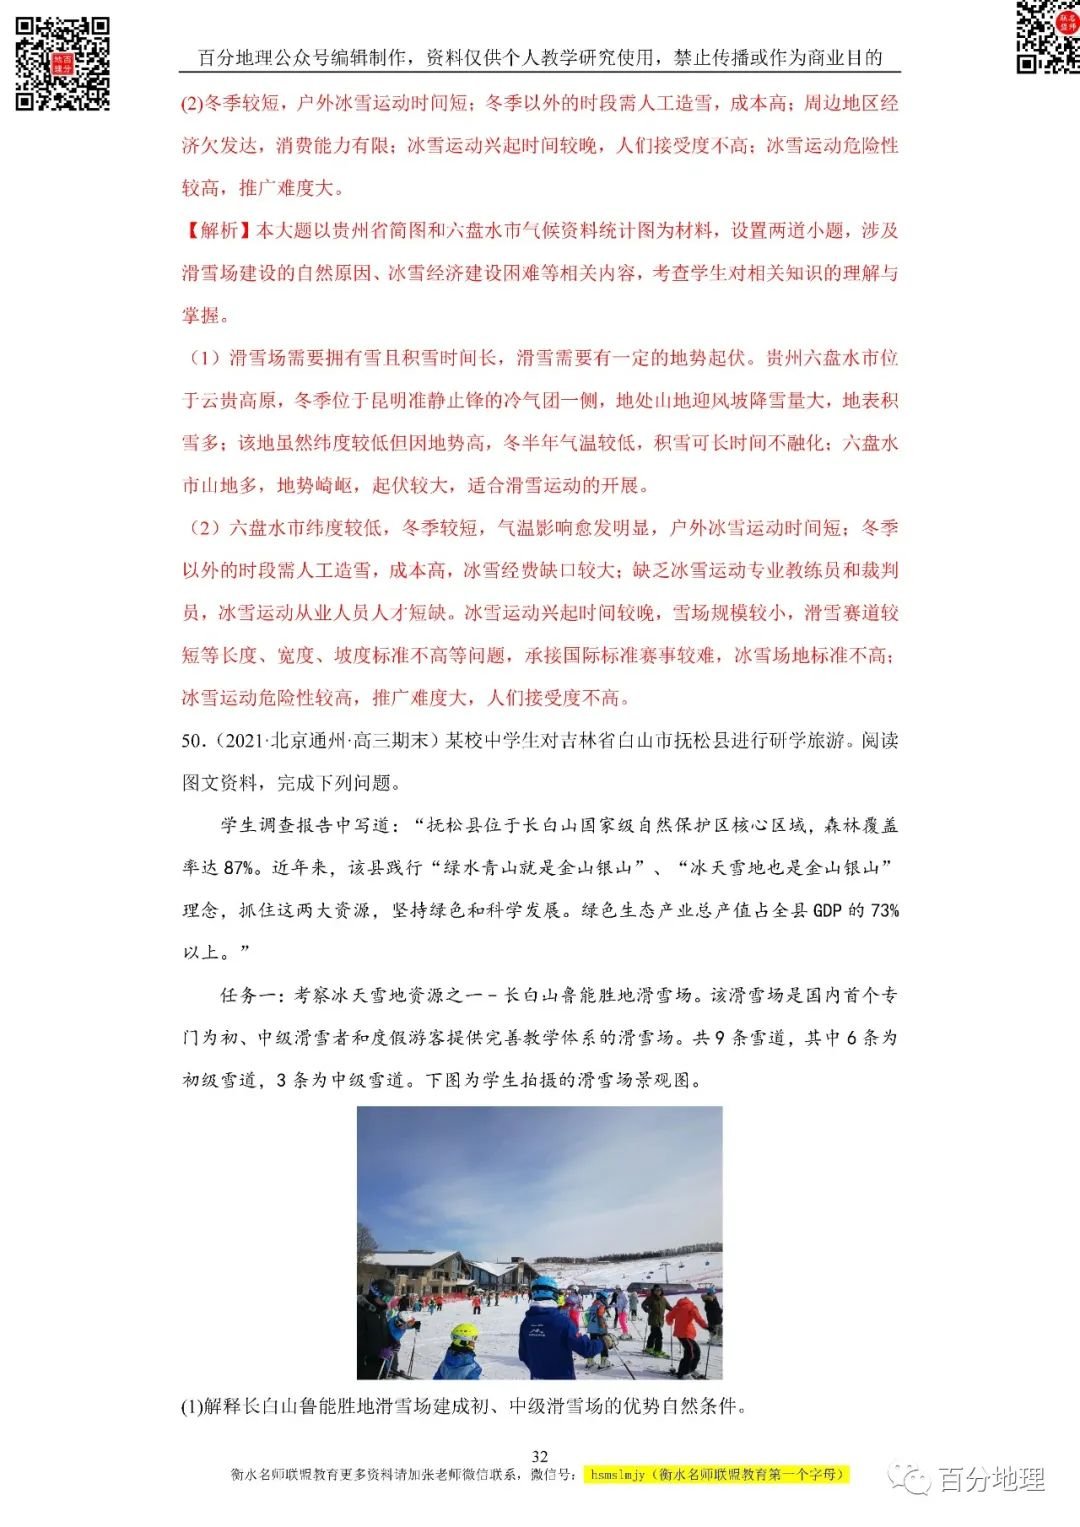 百分地理公众号编辑制作，资料仅供个人教学研究使用，禁止传播或作为商业目的
(2)冬季较短，户外冰雪运动时间短；冬季以外的时段需人工造雪，成本高；周边地区经
济欠发达，消费能力有限；冰雪运动兴起时间较晚，人们接受度不高；冰雪运动危险性
较高，推广难度大。
【解析】本大题以贵州省简图和六盘水市气候资料统计图为材料，设置两道小题，涉及
滑雪场建设的自然原因、冰雪经济建设困难等相关内容，考查学生对相关知识的理解与
掌握。
（1）滑雪场需要拥有雪且积雪时间长，滑雪需要有一定的地势起伏。贵州六盘水市位
于云贵高原，冬季位于昆明准静止锋的冷气团一侧，地处山地迎风坡降雪量大，地表积
雪多；该地虽然纬度较低但因地势高，冬半年气温较低，积雪可长时间不融化；六盘水
市山地多，地势崎岖，起伏较大，适合滑雪运动的开展。
（2）六盘水市纬度较低，冬季较短，气温影响愈发明显，户外冰雪运动时间短；冬季
以外的时段需人工造雪，成本高，冰雪经费缺口较大；缺乏冰雪运动专业教练员和裁判
员，冰雪运动从业人员人才短缺。冰雪运动兴起时间较晚，雪场规模较小，滑雪赛道较
短等长度、宽度、坡度标准不高等问题，承接国际标准赛事较难，冰雪场地标准不高；
冰雪运动危险性较高，推广难度大，人们接受度不高。
50.（2021·北京通州·高三期末）某校中学生对吉林省白山市抚松县进行研学旅游。阅读
图文资料，完成下列问题。
学生调查报告中写道：“抚松县位于长白山国家级自然保护区核心区域，森林覆盖
率达 87%。近年来，该县践行“绿水青山就是金山银山”、“冰天雪地也是金山银山”
理念，抓住这两大资源，坚持绿色和科学发展。绿色生态产业总产值占全县 GDP 的 73%
以上。”
任务一：考察冰天雪地资源之一－长白山鲁能胜地滑雪场。该滑雪场是国内首个专
门为初、中级滑雪者和度假游客提供完善教学体系的滑雪场。共 9 条雪道，其中 6 条为
初级雪道，3 条为中级雪道。下图为学生拍摄的滑雪场景观图。
(1)解释长白山鲁能胜地滑雪场建成初、中级滑雪场的优势自然条件。
32
衡水名师联盟教育更多资料请加张老师微信联系，微信号： hsmslmjy（衡水名师联盟教育第一个字母）
百分地理